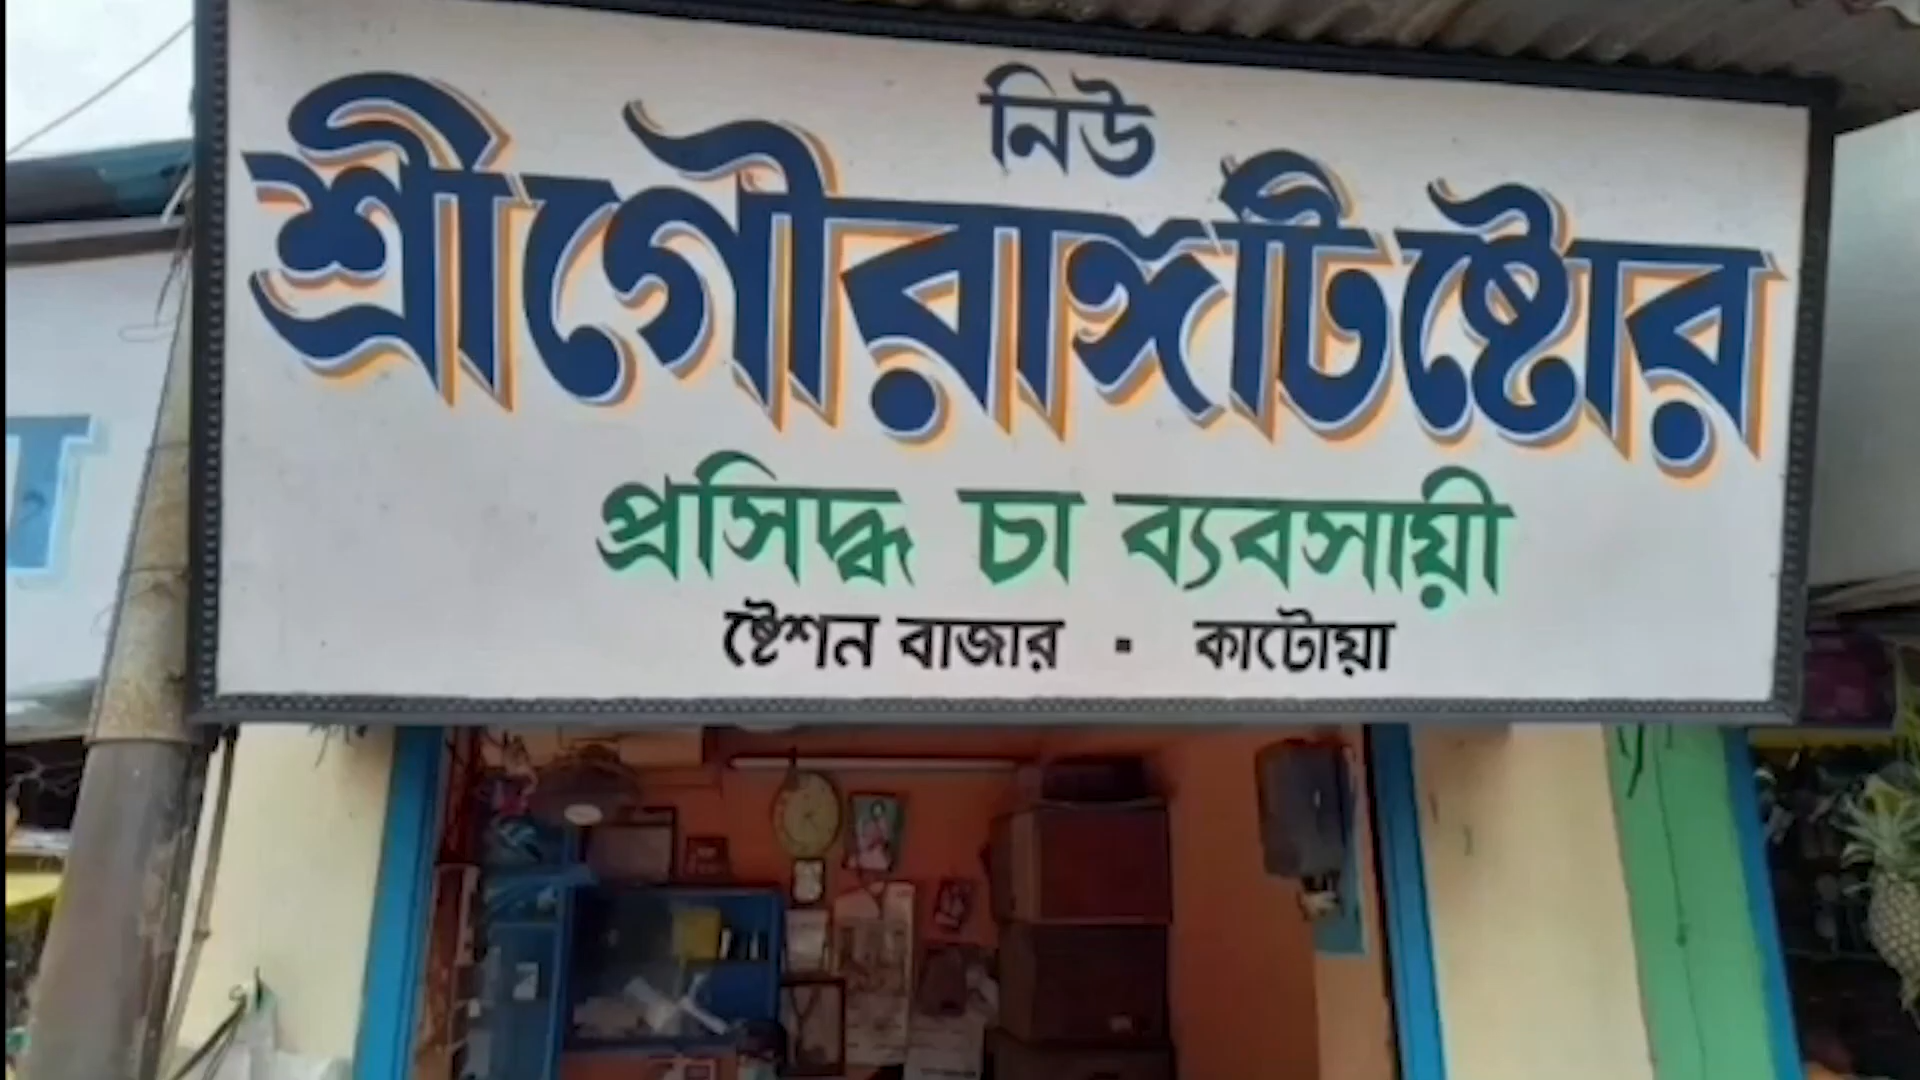 নিউ
শ্রীগৌরাঙ্গটিষ্টোর
প্রসিদ্ধ চা ব্যবসায়ী
ষ্টেশন বাজার ▪ কাটোয়া